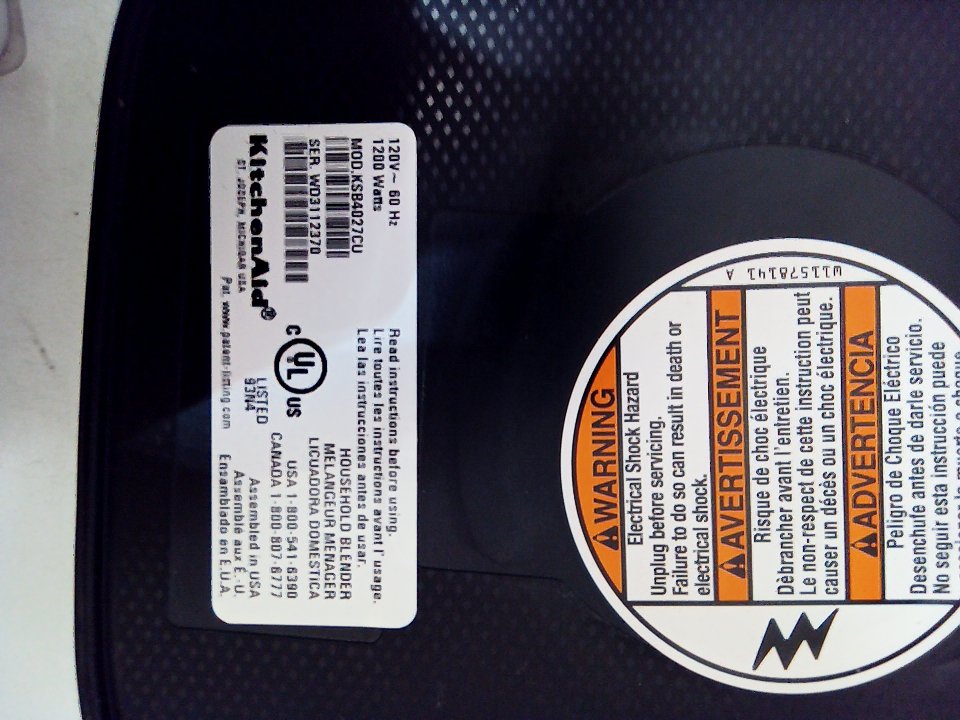 120V~ 60 Hz
1200 Watts
MOD.KSB4027CU
SER. WD3112370
KitchenAid®
ST. JOSEPH, MICHIGAN USA
Read instructions before using.
Lire toutes les instructions avant l'usage.
Lea las instrucciones antes de usar.
HOUSEHOLD BLENDER
MELANGEUR MENAGER
LICUADORA DOMESTICA
USA 1-800-541-6390
CANADA 1-800-807-6777
C UL US
LISTED
93N4
Assembled in USA
Assemblé aux É.-U.
Pat. www.patent-listing.com
Ensamblado en E.U.A.
W11578141 A
WARNING
Electrical Shock Hazard
Unplug before servicing.
Failure to do so can result in death or
electrical shock.
AVERTISSEMENT
Risque de choc électrique
Débrancher avant l'entretien.
Le non-respect de cette instruction peut
causer un décès ou un choc électrique.
ADVERTENCIA
Peligro de Choque Eléctrico
Desenchufe antes de darle servicio.
No seguir esta instrucción puede